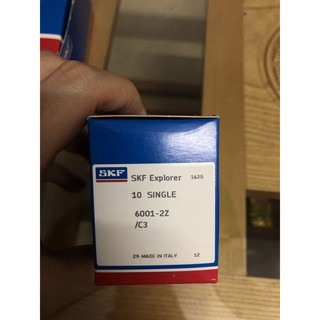 SKF SKF Explorer 1625
10 SINGLE
6001-2Z
/C3
29-MADE IN ITALY 12